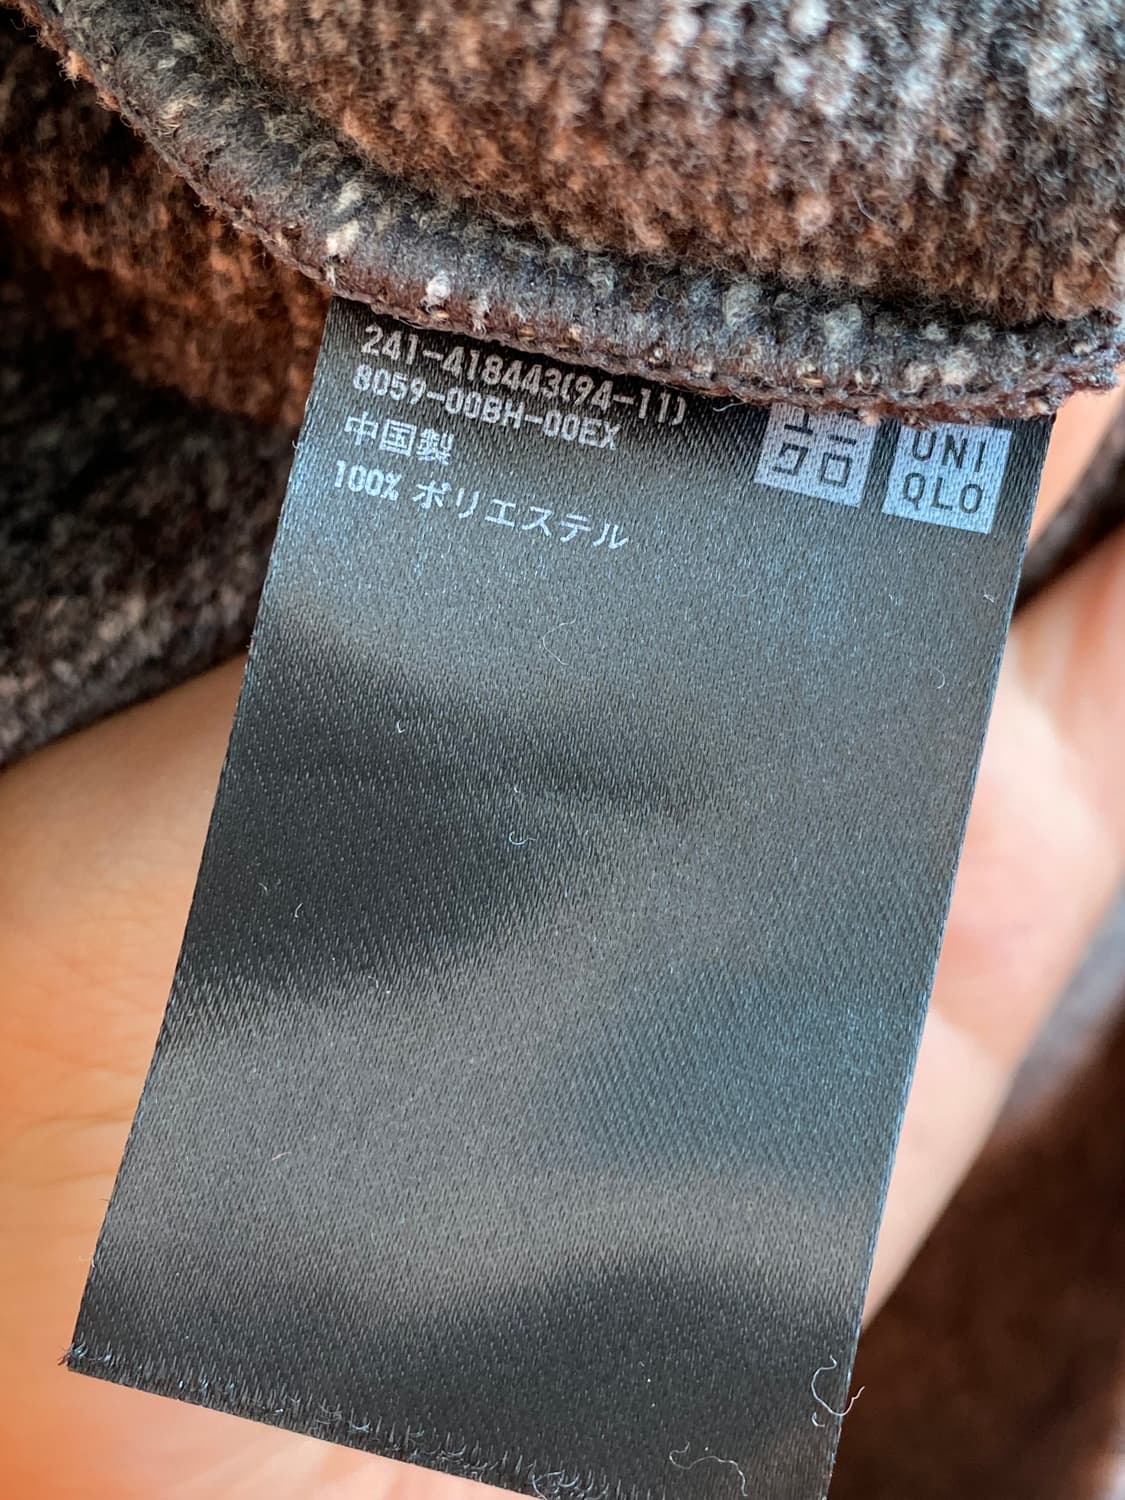 241-418443(94-11)
8059-00BH-00EX
中国製
100% ポリエステル
ユニ
クロ
UNI
QLO